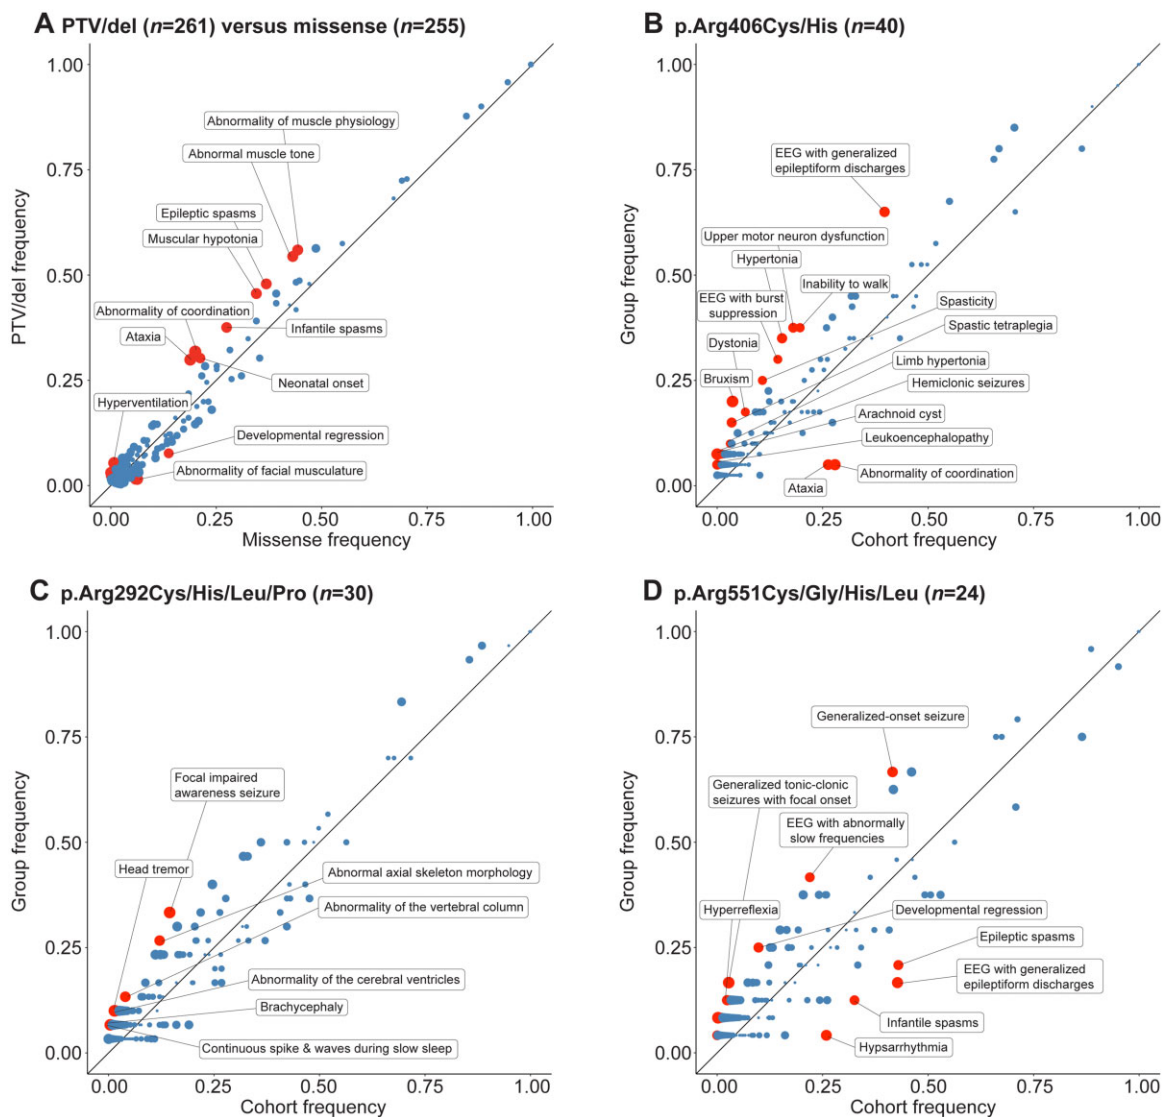 A PTV/del (n=261) versus missense (n=255)
1.00
0.75
0.50
0.25
0.00
PTV/del frequency
Abnormality of muscle physiology
Abnormal muscle tone
Epileptic spasms
Muscular hypotonia
Abnormality of coordination
Ataxia
Infantile spasms
Neonatal onset
Hyperventilation
Developmental regression
Abnormality of facial musculature
0.00 0.25 0.50 0.75 1.00
Missense frequency
B p.Arg406Cys/His (n=40)
1.00
0.75
0.50
0.25
0.00
Group frequency
EEG with generalized
epileptiform discharges
Upper motor neuron dysfunction
Hypertonia
Inability to walk
EEG with burst
suppression
Spasticity
Spastic tetraplegia
Dystonia
Limb hypertonia
Bruxism
Hemiclonic seizures
Arachnoid cyst
Leukoencephalopathy
Abnormality of coordination
Ataxia
0.00 0.25 0.50 0.75 1.00
Cohort frequency
C p.Arg292Cys/His/Leu/Pro (n=30)
1.00
0.75
0.50
0.25
0.00
Group frequency
Focal impaired
awareness seizure
Head tremor
Abnormal axial skeleton morphology
Abnormality of the vertebral column
Abnormality of the cerebral ventricles
Brachycephaly
Continuous spike & waves during slow sleep
0.00 0.25 0.50 0.75 1.00
Cohort frequency
D p.Arg551Cys/Gly/His/Leu (n=24)
1.00
0.75
0.50
0.25
0.00
Group frequency
Generalized-onset seizure
Generalized tonic-clonic
seizures with focal onset
EEG with abnormally
slow frequencies
Hyperreflexia
Developmental regression
Epileptic spasms
EEG with generalized
epileptiform discharges
Infantile spasms
Hypsarrhythmia
0.00 0.25 0.50 0.75 1.00
Cohort frequency